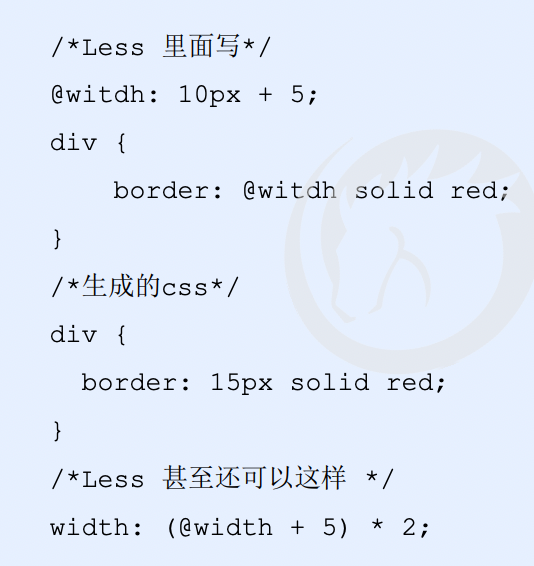 /*Less 里面写*/
@witdh: 10px + 5;
div {
    border: @witdh solid red;
}
/*生成的css*/
div {
  border: 15px solid red;
}
/*Less 甚至还可以这样 */
width: (@width + 5) * 2;